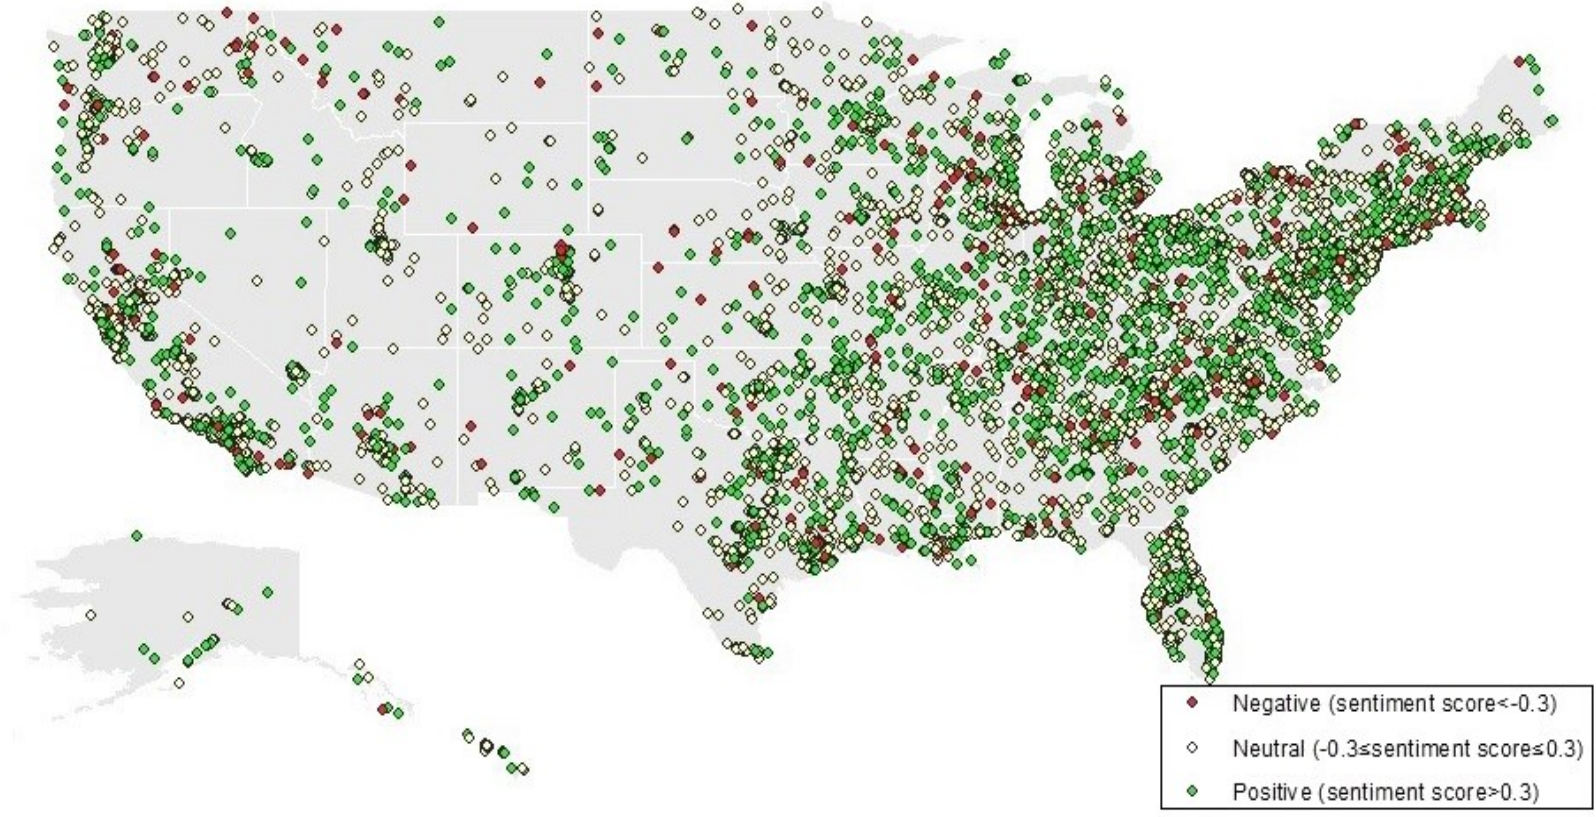 Negative (sentiment score<-0.3)
Neutral (-0.3≤sentiment score≤0.3)
Positive (sentiment score>0.3)